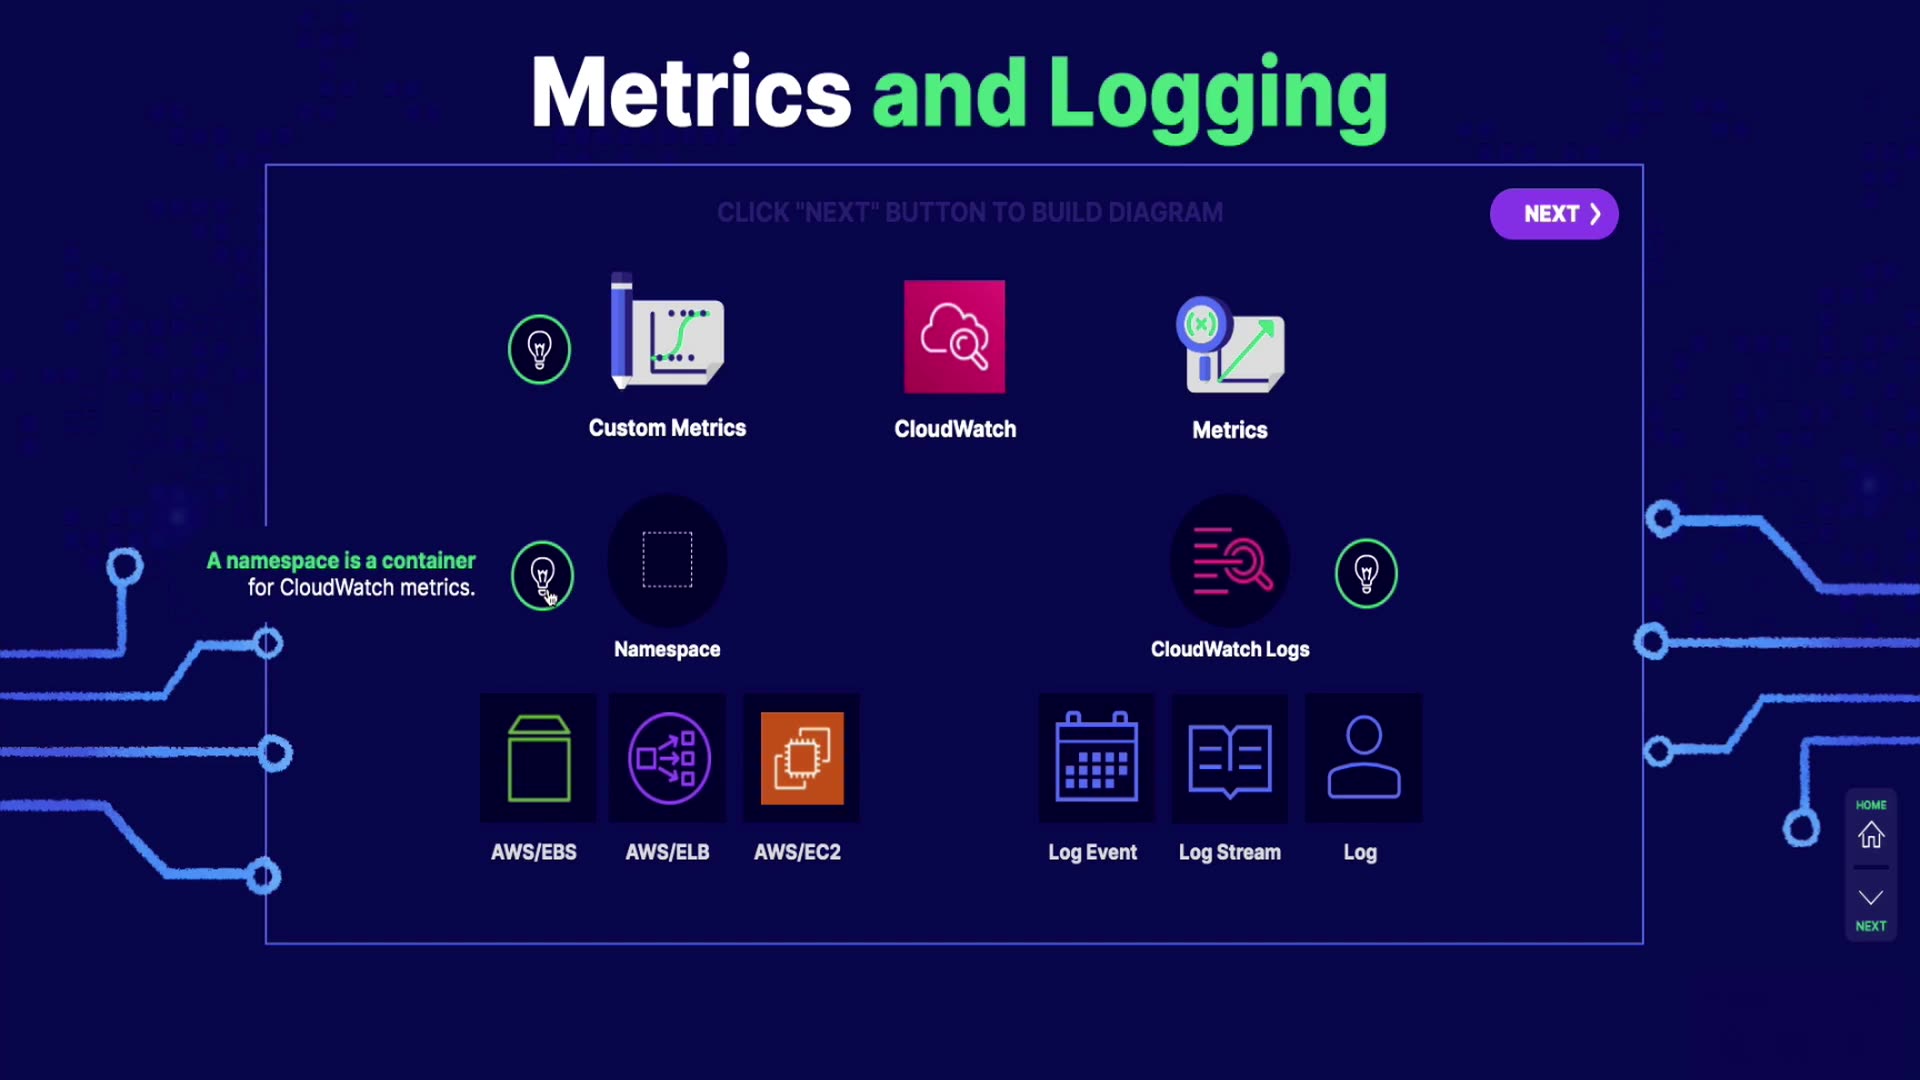 Metrics and Logging
CLICK "NEXT" BUTTON TO BUILD DIAGRAM
NEXT
Custom Metrics
CloudWatch
Metrics
A namespace is a container
for CloudWatch metrics.
Namespace
CloudWatch Logs
AWS/EBS
AWS/ELB
AWS/EC2
Log Event
Log Stream
Log
HOME
NEXT